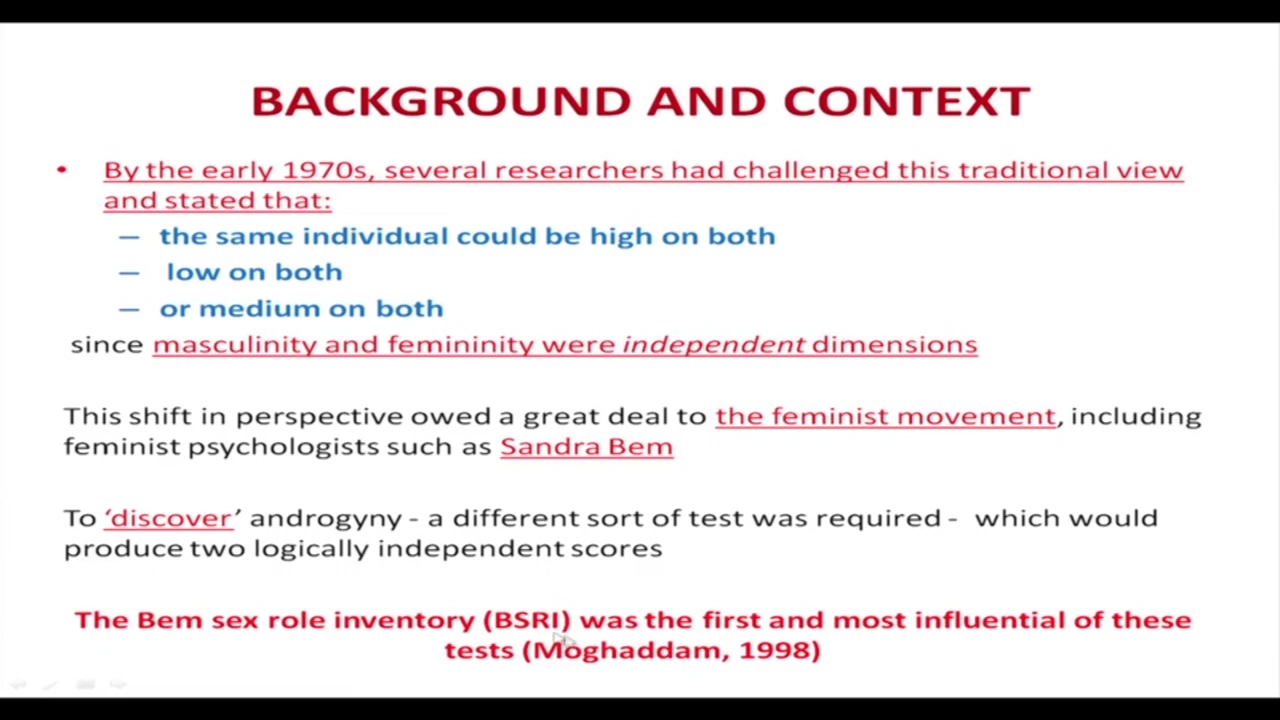 BACKGROUND AND CONTEXT
• By the early 1970s, several researchers had challenged this traditional view
and stated that:
– the same individual could be high on both
– low on both
– or medium on both
since masculinity and femininity were independent dimensions
This shift in perspective owed a great deal to the feminist movement, including
feminist psychologists such as Sandra Bem
To ‘discover’ androgyny - a different sort of test was required - which would
produce two logically independent scores
The Bem sex role inventory (BSRI) was the first and most influential of these
tests (Moghaddam, 1998)